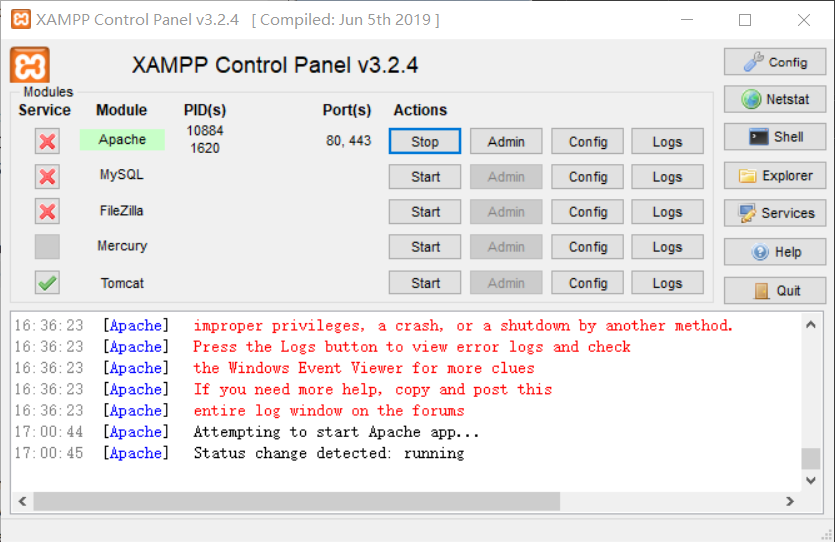 XAMPP Control Panel v3.2.4 [ Compiled: Jun 5th 2019 ]
XAMPP Control Panel v3.2.4
Config
Modules
Service Module PID(s) Port(s) Actions
Netstat
Apache 10884 1620 80, 443 Stop Admin Config Logs
Shell
MySQL Start Admin Config Logs
Explorer
FileZilla Start Admin Config Logs
Services
Mercury Start Admin Config Logs
Help
Tomcat Start Admin Config Logs
Quit
16:36:23 [Apache] improper privileges, a crash, or a shutdown by another method.
16:36:23 [Apache] Press the Logs button to view error logs and check
16:36:23 [Apache] the Windows Event Viewer for more clues
16:36:23 [Apache] If you need more help, copy and post this
16:36:23 [Apache] entire log window on the forums
17:00:44 [Apache] Attempting to start Apache app...
17:00:45 [Apache] Status change detected: running